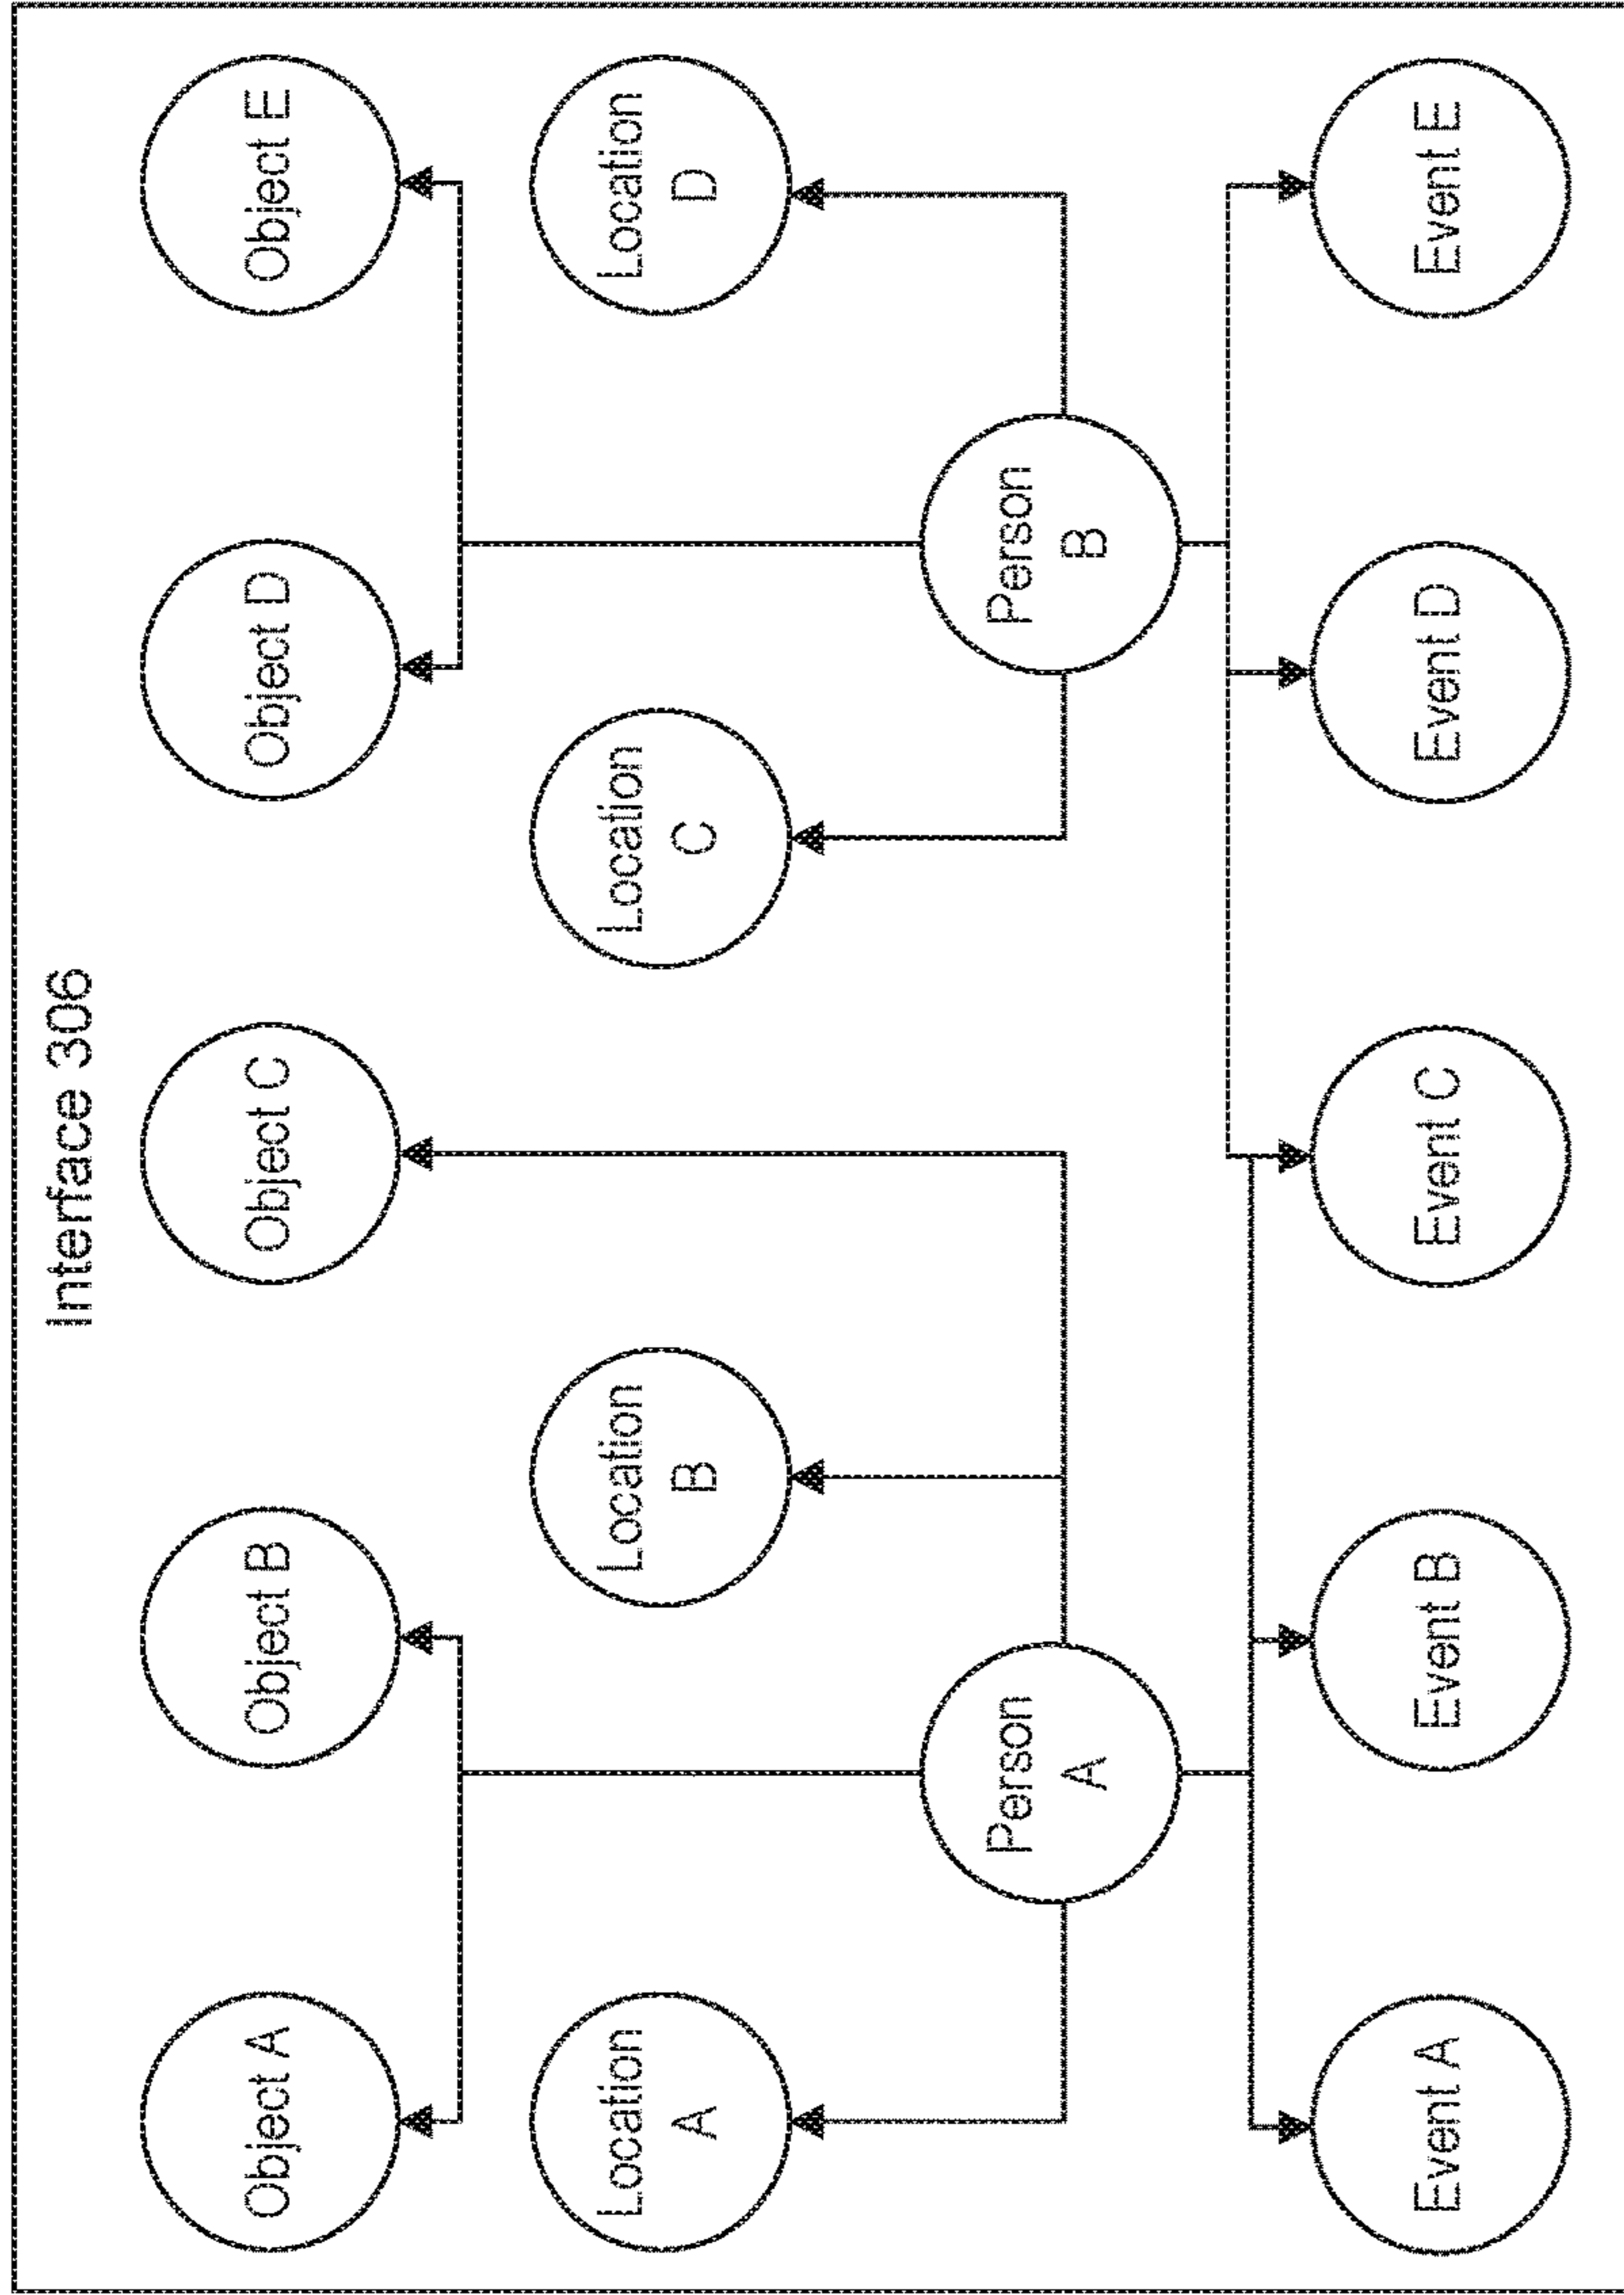 Interface 306
Object A
Object B
Object C
Object D
Object E
Location
A
Location
B
Location
C
Location
D
Person
A
Person
B
Event A
Event B
Event C
Event D
Event E